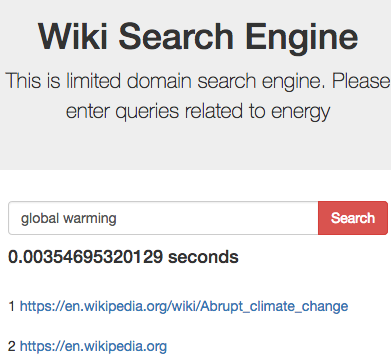 Wiki Search Engine
This is limited domain search engine. Please
enter queries related to energy
global warming Search
0.00354695320129 seconds
1 https://en.wikipedia.org/wiki/Abrupt_climate_change
2 https://en.wikipedia.org